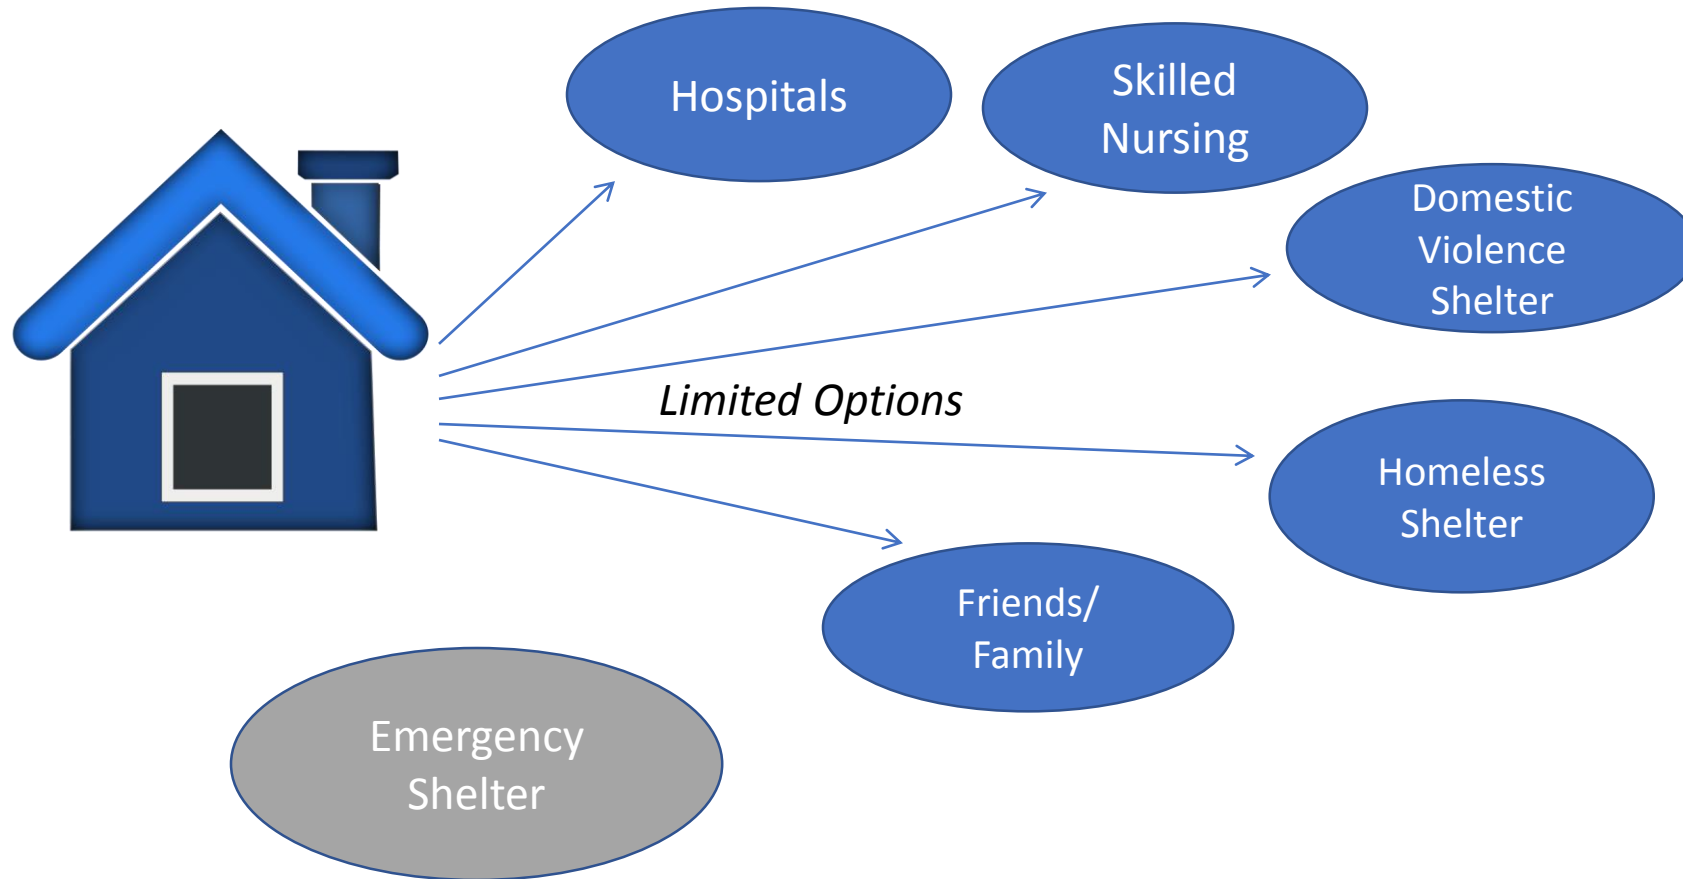 Hospitals
Skilled
Nursing
Domestic
Violence
Shelter
Limited Options
Homeless
Shelter
Friends/
Family
Emergency
Shelter